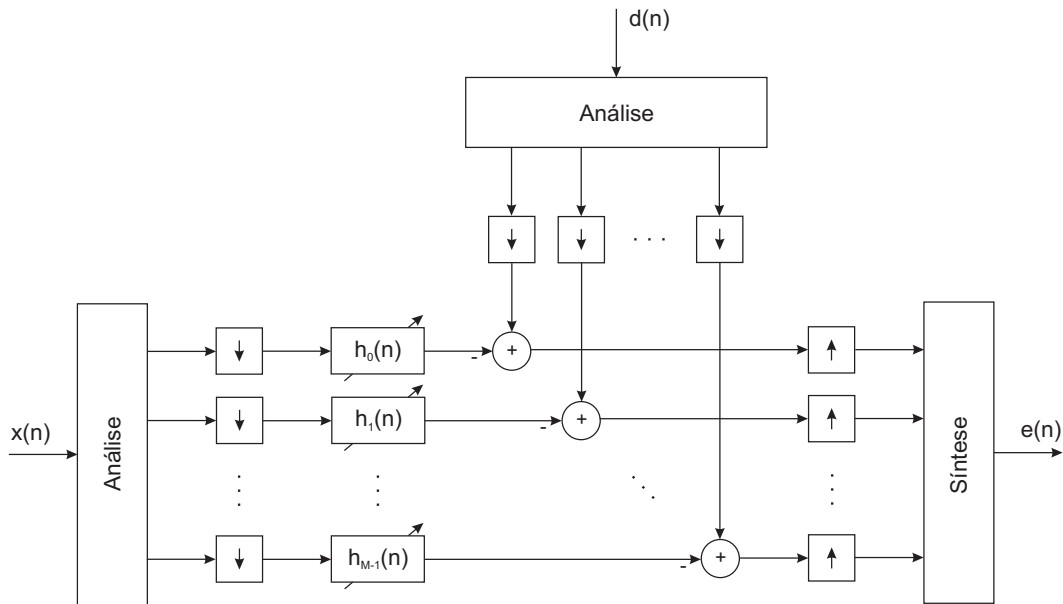 d(n)
Análise
. . .
h₀(n)
-
+
h₁(n)
-
+
x(n)
Análise
e(n)
Síntese
hM-1(n)
-
+